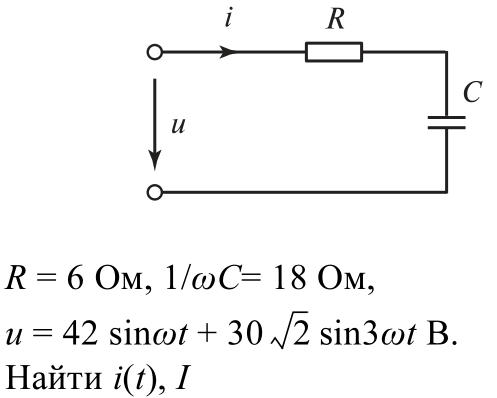 i
R
C
u
R = 6 Ом, 1/ωC= 18 Ом,
u = 42 sinωt + 30√2 sin3ωt В.
Найти i(t), I